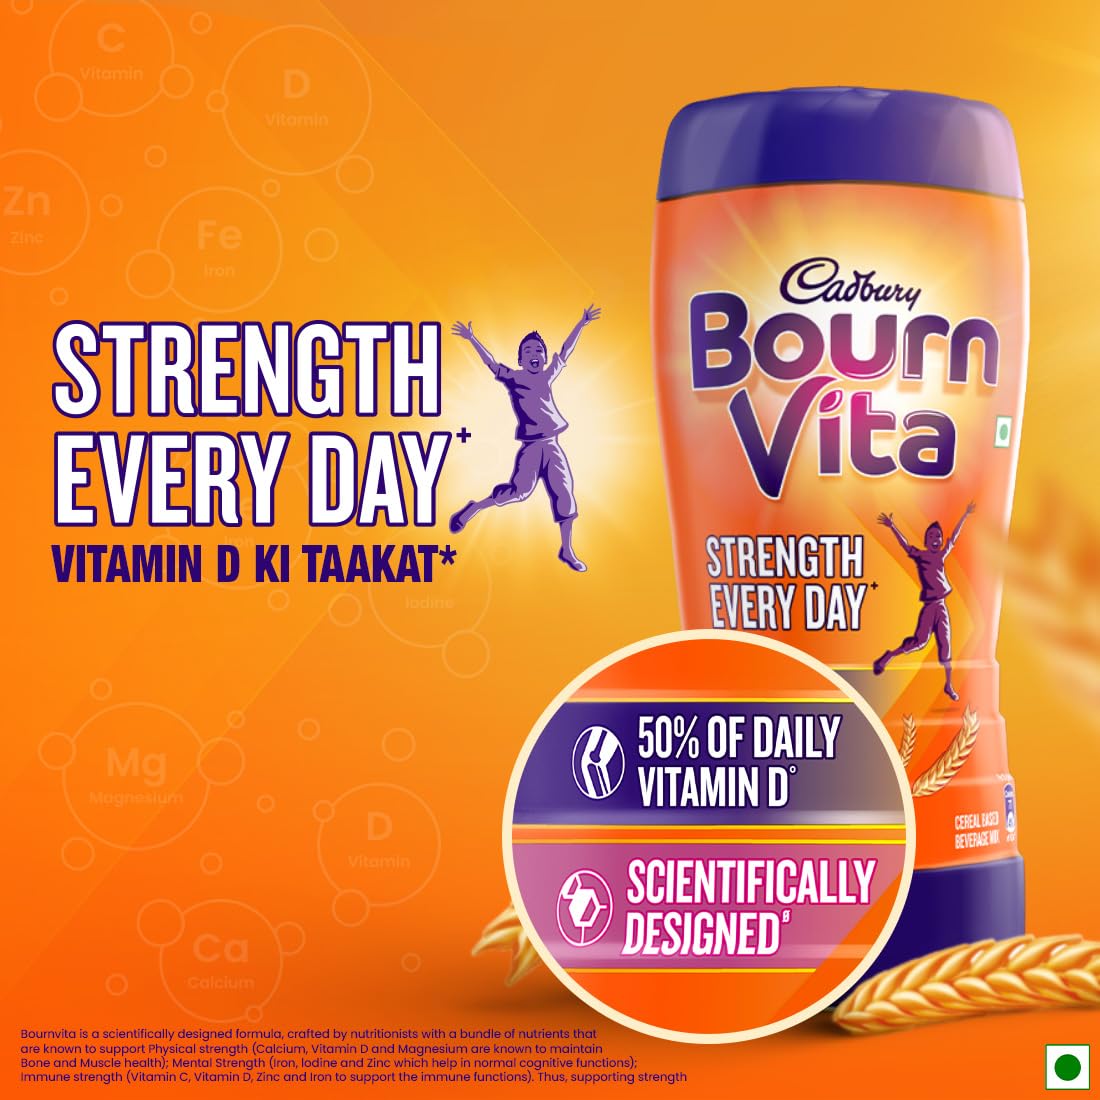 C
Vitamin
D
Vitamin
Zn
Zinc
Fe
Iron
STRENGTH
EVERY DAY+
VITAMIN D KI TAAKAT*
Iron
Iodine
Mg
Magnesium
D
Vitamin
Ca
Calcium
Cadbury
Bourn
Vita
STRENGTH
EVERY DAY+
50% OF DAILY
VITAMIN D°
SCIENTIFICALLY
DESIGNED
CEREAL BASED
BEVERAGE MIX
Bournvita is a scientifically designed formula, crafted by nutritionists with a bundle of nutrients that
are known to support Physical strength (Calcium, Vitamin D and Magnesium are known to maintain
Bone and Muscle health); Mental Strength (Iron, Iodine and Zinc which help in normal cognitive functions);
Immune strength (Vitamin C, Vitamin D, Zinc and Iron to support the immune functions). Thus, supporting strength